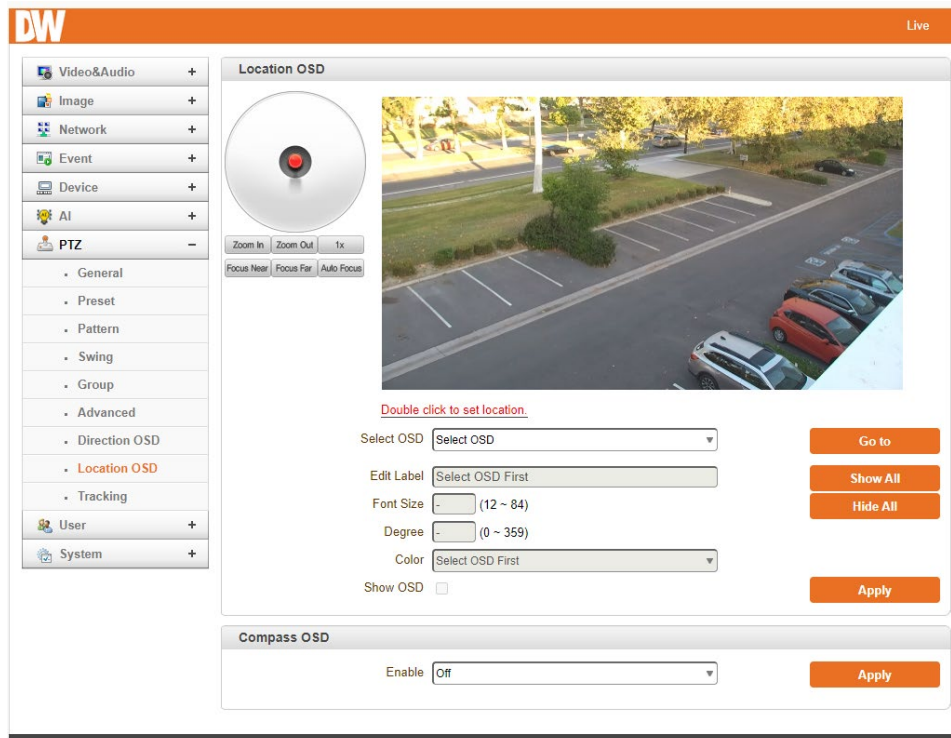 DW
Live
Video&Audio +
Image +
Network +
Event +
Device +
AI +
PTZ −
General
Preset
Pattern
Swing
Group
Advanced
Direction OSD
Location OSD
Tracking
User +
System +
Location OSD
Zoom In Zoom Out 1x
Focus Near Focus Far Auto Focus
Double click to set location.
Select OSD Select OSD Go to
Edit Label Select OSD First Show All
Font Size - (12 ~ 84) Hide All
Degree - (0 ~ 359)
Color Select OSD First
Show OSD Apply
Compass OSD
Enable Off Apply